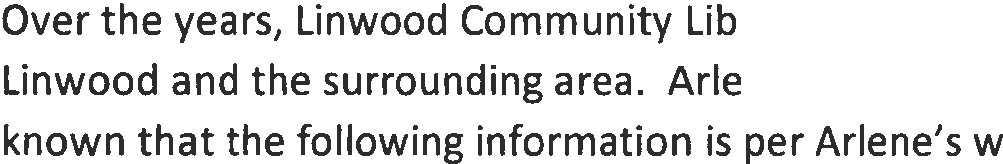 Over the years, Linwood Community Lib
Linwood and the surrounding area.  Arle
known that the following information is per Arlene’s w